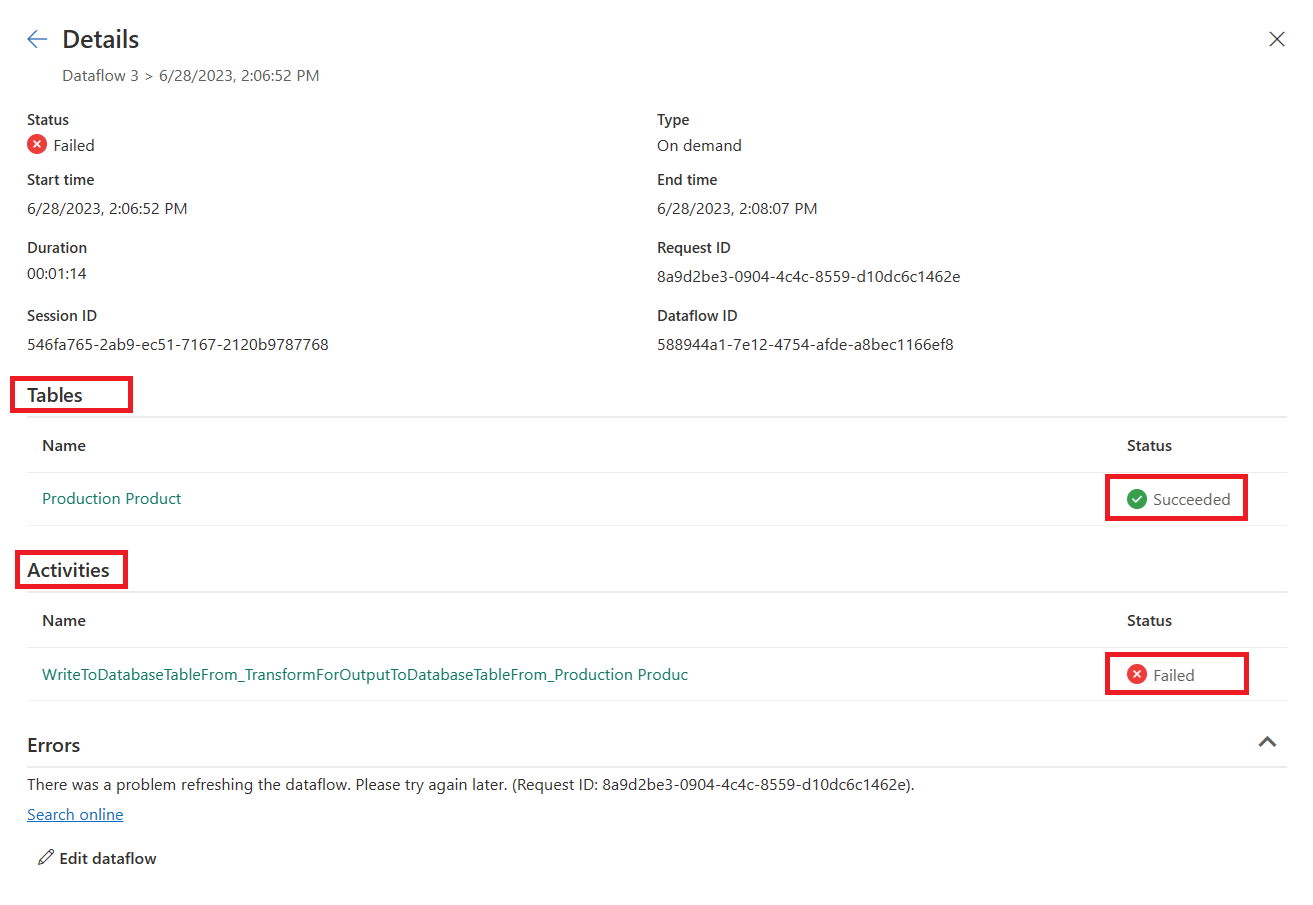 Details
Dataflow 3 > 6/28/2023, 2:06:52 PM
Status
Failed
Type
On demand
Start time
6/28/2023, 2:06:52 PM
End time
6/28/2023, 2:08:07 PM
Duration
00:01:14
Request ID
8a9d2be3-0904-4c4c-8559-d10dc6c1462e
Session ID
546fa765-2ab9-ec51-7167-2120b9787768
Dataflow ID
588944a1-7e12-4754-afde-a8bec1166ef8
Tables
Name Status
Production Product Succeeded
Activities
Name Status
WriteToDatabaseTableFrom_TransformForOutputToDatabaseTableFrom_Production Produc Failed
Errors
There was a problem refreshing the dataflow. Please try again later. (Request ID: 8a9d2be3-0904-4c4c-8559-d10dc6c1462e).
Search online
Edit dataflow